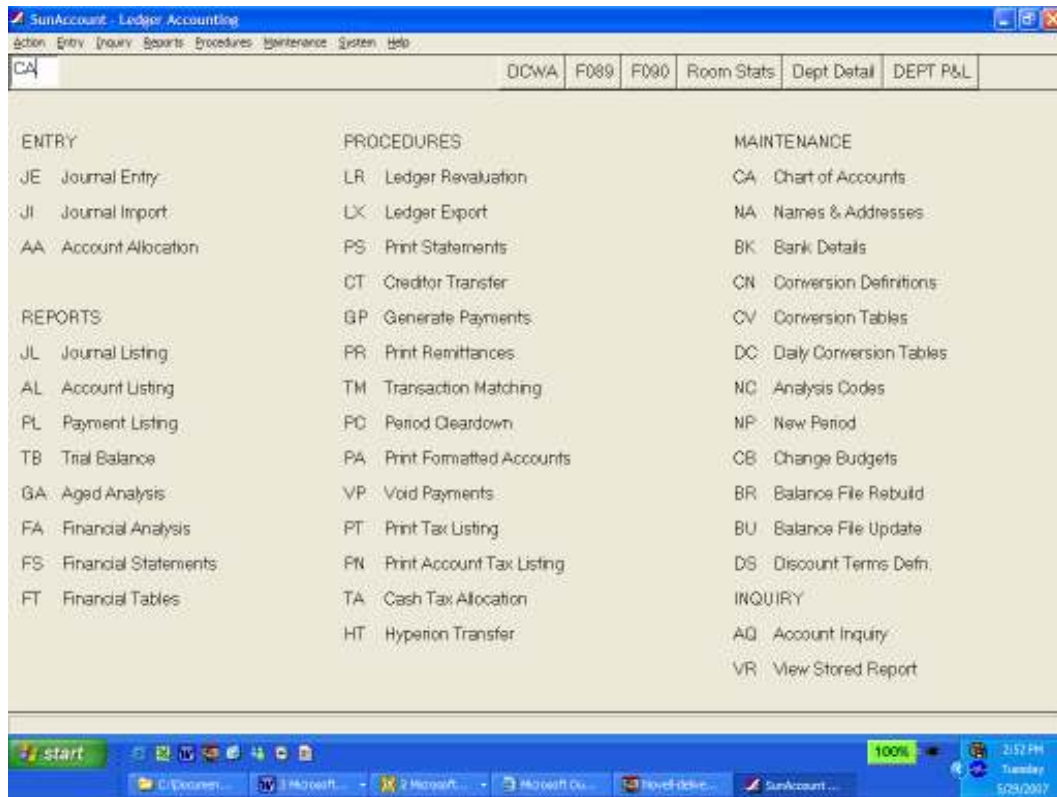 SunAccount - Ledger Accounting
Action Entry Inquiry Reports Procedures Maintenance System Help
CA
DCWA F089 F090 Room Stats Dept Detail DEPT P&L
ENTRY
JE Journal Entry
JI Journal Import
AA Account Allocation
REPORTS
JL Journal Listing
AL Account Listing
PL Payment Listing
TB Trial Balance
GA Aged Analysis
FA Financial Analysis
FS Financial Statements
FT Financial Tables
PROCEDURES
LR Ledger Revaluation
LX Ledger Export
PS Print Statements
CT Creditor Transfer
GP Generate Payments
PR Print Remittances
TM Transaction Matching
PC Period Cleardown
PA Print Formatted Accounts
VP Void Payments
PT Print Tax Listing
PN Print Account Tax Listing
TA Cash Tax Allocation
HT Hyperion Transfer
MAINTENANCE
CA Chart of Accounts
NA Names & Addresses
BK Bank Details
CN Conversion Definitions
CV Conversion Tables
DC Daily Conversion Tables
NC Analysis Codes
NP New Period
CB Change Budgets
BR Balance File Rebuild
BU Balance File Update
DS Discount Terms Defn.
INQUIRY
AQ Account Inquiry
VR View Stored Report
start
100%
2:52 PM
Tuesday
5/29/2007
C:\Documen...
3 Microsoft...
2 Microsoft...
Microsoft Ou...
SunAccount ...